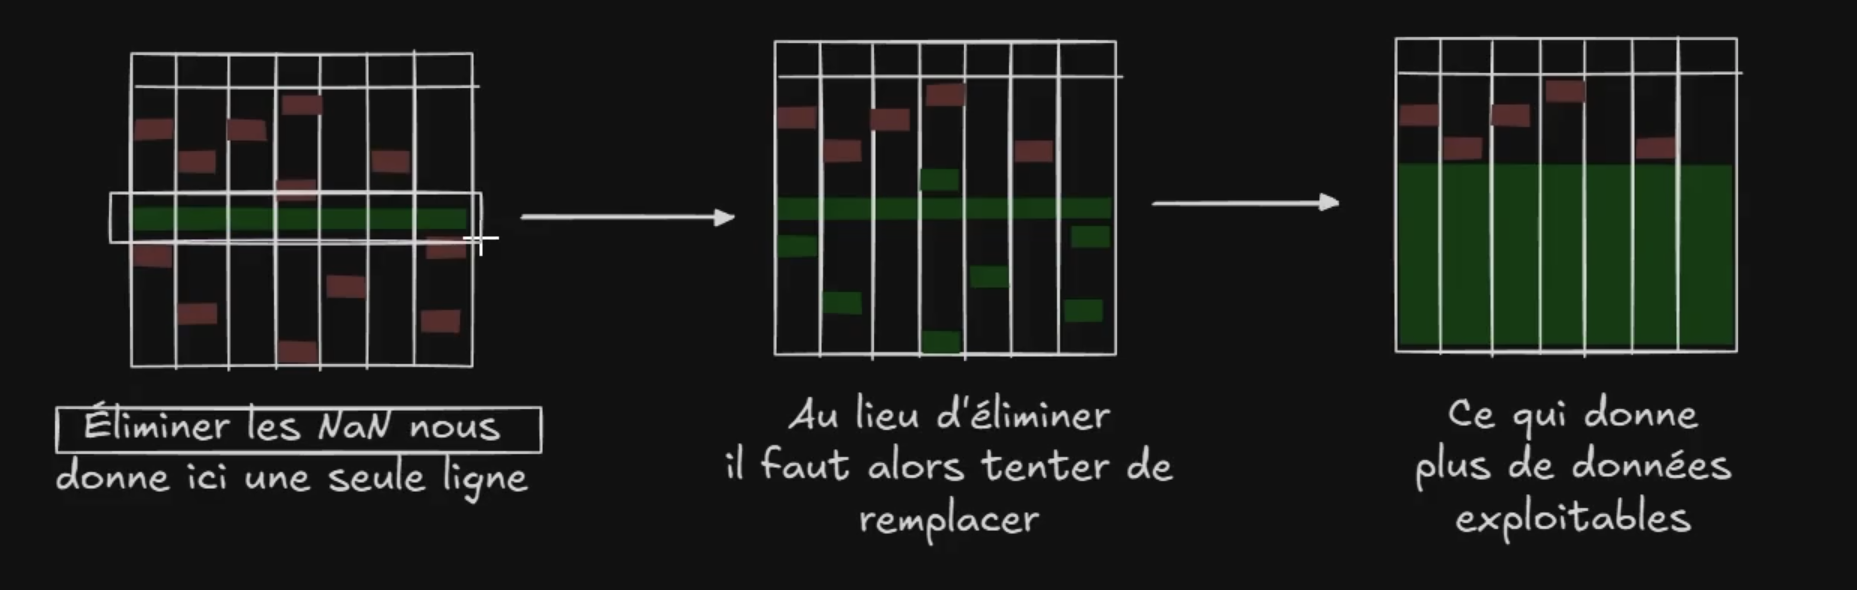 Éliminer les NaN nous
donne ici une seule ligne
Au lieu d'éliminer
il faut alors tenter de
remplacer
Ce qui donne
plus de données
exploitables